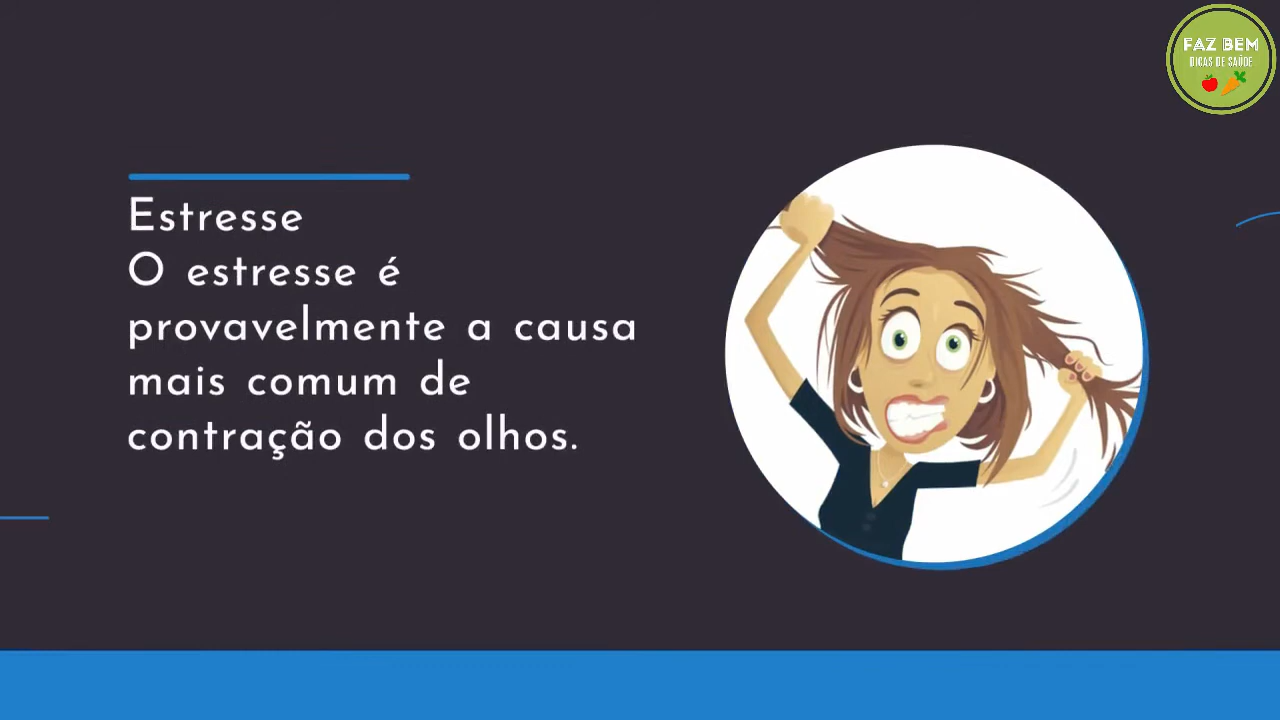 FAZ BEM
DICAS DE SAÚDE
Estresse
O estresse é
provavelmente a causa
mais comum de
contração dos olhos.